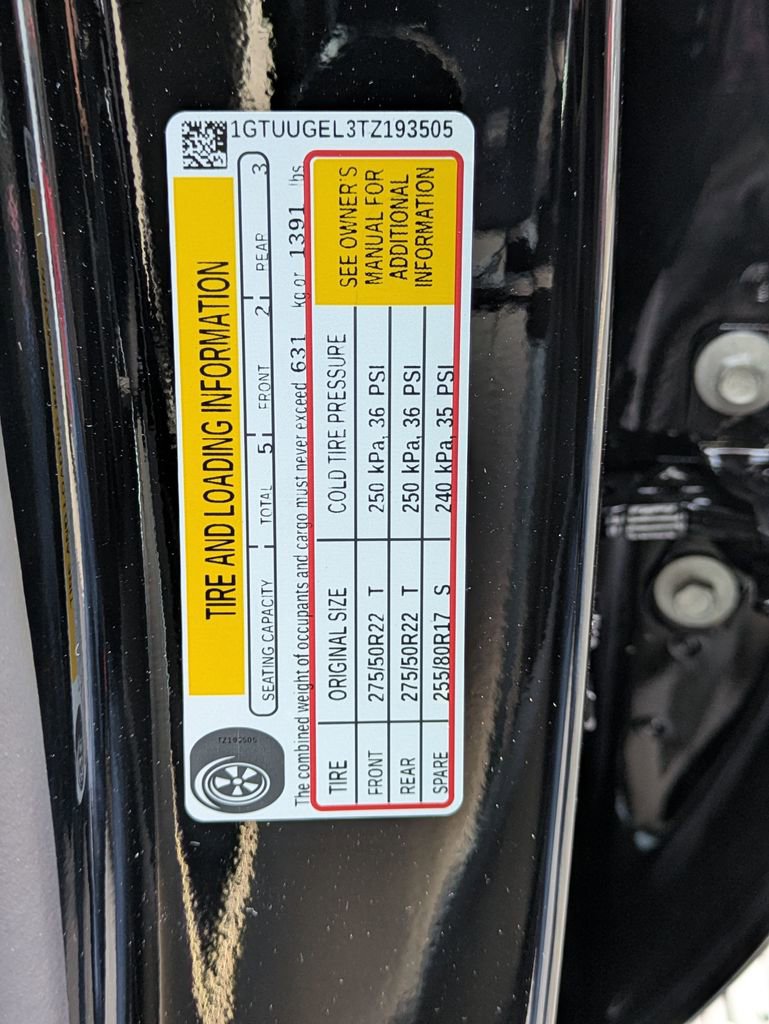 1GTUUGEL3TZ193505
TIRE AND LOADING INFORMATION
SEATING CAPACITY TOTAL 5 FRONT 2 REAR 3
The combined weight of occupants and cargo must never exceed 631 kg or 1391 lbs
TIRE ORIGINAL SIZE COLD TIRE PRESSURE
FRONT 275/50R22 T 250 kPa, 36 PSI
REAR 275/50R22 T 250 kPa, 36 PSI
SPARE 255/80R17 S 240 kPa, 35 PSI
SEE OWNER'S
MANUAL FOR
ADDITIONAL
INFORMATION
TZ193505